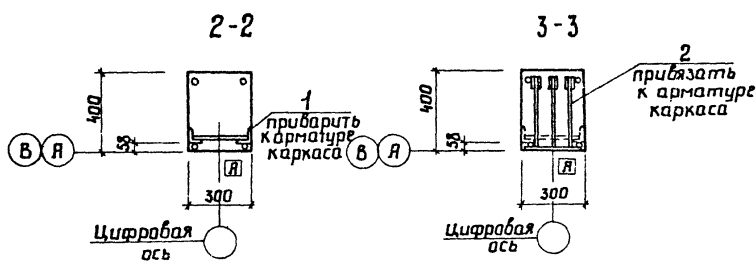 2-2
400
58
В
Я
1
приварить
к арматуре
каркаса
Я
300
Цифровая
ось
3-3
400
58
В
Я
2
привязать
к арматуре
каркаса
Я
300
Цифровая
ось